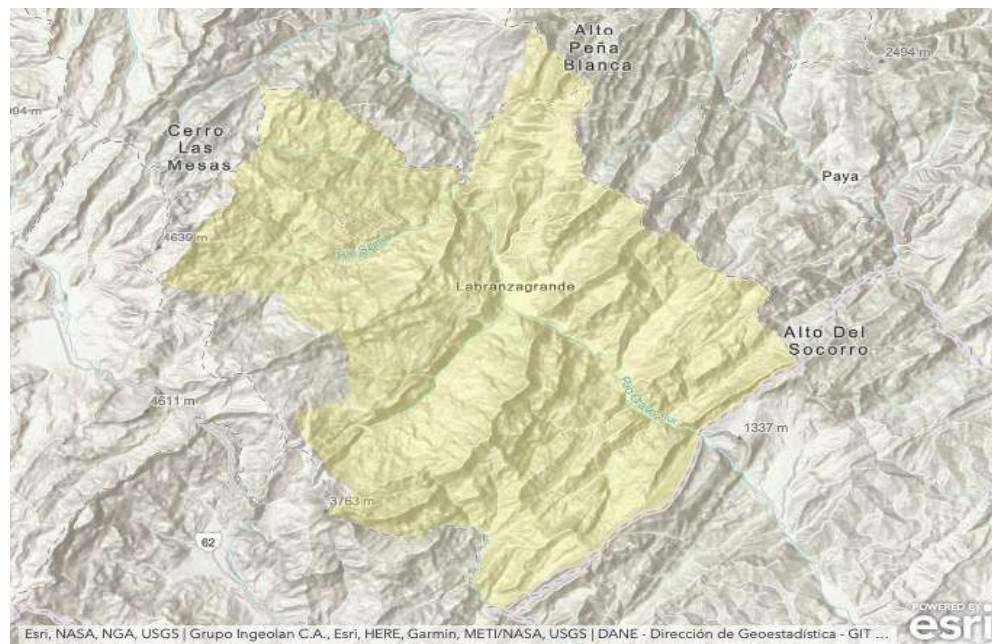 Alto
Peña
Blanca
2494 m
994 m
Cerro
Las
Mesas
Paya
4639 m
Labranzagrande
Alto Del
Socorro
4611 m
1337 m
3763 m
62
POWERED BY
esri
Esri, NASA, NGA, USGS | Grupo Ingeolan C.A., Esri, HERE, Garmin, METI/NASA, USGS | DANE - Dirección de Geoestadística - GIT ...